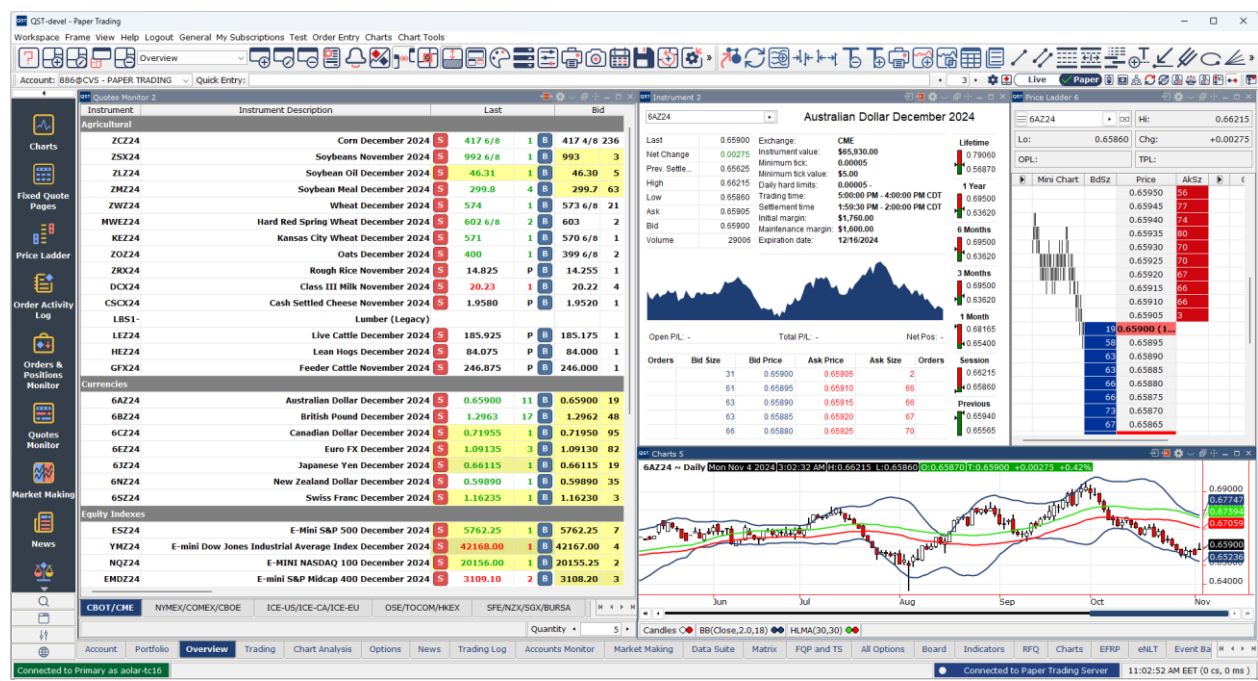 QST-devel - Paper Trading
Workspace Frame View Help Logout General My Subscriptions Test Order Entry Charts Chart Tools
Overview
Account: 886@CVS - PAPER TRADING Quick Entry: 3 Live Paper
Charts
Fixed Quote Pages
Price Ladder
Order Activity Log
Orders & Positions Monitor
Quotes Monitor
Market Making
News
Quotes Monitor 2
Instrument Instrument Description Last Bid
Agricultural
ZCZ24 Corn December 2024 S 417 6/8 1 B 417 4/8 236
ZSX24 Soybeans November 2024 S 992 6/8 1 B 993 3
ZLZ24 Soybean Oil December 2024 S 46.31 1 B 46.30 5
ZMZ24 Soybean Meal December 2024 S 299.8 4 B 299.7 63
ZWZ24 Wheat December 2024 S 574 1 B 573 6/8 21
MWEZ24 Hard Red Spring Wheat December 2024 S 602 6/8 2 B 603 2
KEZ24 Kansas City Wheat December 2024 S 571 1 B 570 6/8 1
ZOZ24 Oats December 2024 S 400 1 B 399 6/8 2
ZRX24 Rough Rice November 2024 S 14.825 P B 14.255 1
DCX24 Class III Milk November 2024 S 20.23 1 B 20.22 4
CSCX24 Cash Settled Cheese November 2024 S 1.9580 P B 1.9520 1
LBS1- Lumber (Legacy)
LEZ24 Live Cattle December 2024 S 185.925 P B 185.175 1
HEZ24 Lean Hogs December 2024 S 84.075 P B 84.000 1
GFX24 Feeder Cattle November 2024 S 246.875 P B 246.000 1
Currencies
6AZ24 Australian Dollar December 2024 S 0.65900 11 B 0.65900 19
6BZ24 British Pound December 2024 S 1.2963 17 B 1.2962 48
6CZ24 Canadian Dollar December 2024 S 0.71955 1 B 0.71950 95
6EZ24 Euro FX December 2024 S 1.09135 3 B 1.09130 82
6JZ24 Japanese Yen December 2024 S 0.66115 1 B 0.66115 19
6NZ24 New Zealand Dollar December 2024 S 0.59890 1 B 0.59890 35
6SZ24 Swiss Franc December 2024 S 1.16235 1 B 1.16230 3
Equity Indexes
ESZ24 E-Mini S&P 500 December 2024 S 5762.25 1 B 5762.25 7
YMZ24 E-mini Dow Jones Industrial Average Index December 2024 S 42168.00 1 B 42167.00 4
NQZ24 E-MINI NASDAQ 100 December 2024 S 20156.00 1 B 20155.25 2
EMDZ24 E-mini S&P Midcap 400 December 2024 S 3109.10 2 B 3108.20 3
CBOT/CME NYMEX/COMEX/CBOE ICE-US/ICE-CA/ICE-EU OSE/TOCOM/HKEX SFE/NZX/SGX/BURSA
Quantity 5
Instrument 2
6AZ24 Australian Dollar December 2024
Last 0.65900 Exchange: CME
Net Change 0.00275 Instrument value: $65,930.00
Minimum tick: 0.00005
Prev. Settle... 0.65625 Minimum tick value: $5.00
High 0.66215 Daily hard limits: 0.00005 -
Low 0.65860 Trading time: 5:00:00 PM - 4:00:00 PM CDT
Ask 0.65905 Settlement time 1:59:30 PM - 2:00:00 PM CDT
Initial margin: $1,760.00
Bid 0.65900 Maintenance margin: $1,600.00
Volume 29006 Expiration date: 12/16/2024
Lifetime
0.79060
0.56870
1 Year
0.69500
0.63620
6 Months
0.69500
0.63620
3 Months
0.69500
0.63620
1 Month
0.68165
0.65400
Session
0.66215
0.65860
Previous
0.65940
0.65565
Open P/L: - Total P/L: - Net Pos: -
Orders Bid Size Bid Price Ask Price Ask Size Orders
31 0.65900 0.65905 2
61 0.65895 0.65910 66
63 0.65890 0.65915 66
63 0.65885 0.65920 67
66 0.65880 0.65925 70
Price Ladder 6
6AZ24 Hi: 0.66215
Lo: 0.65860 Chg: +0.00275
OPL: TPL:
Mini Chart BdSz Price AkSz
0.65950 56
0.65945 77
0.65940 74
0.65935 80
0.65930 70
0.65925 70
0.65920 67
0.65915 66
0.65910 66
0.65905 3
19 0.65900 (1...
58 0.65895
63 0.65890
63 0.65885
66 0.65880
66 0.65875
73 0.65870
67 0.65865
Charts 5
6AZ24 ~ Daily Mon Nov 4 2024 3:02:32 AM H:0.66215 L:0.65860 O:0.65870 T:0.65900 +0.00275 +0.42%
0.69000
0.67747
0.67594
0.67059
0.65900
0.65236
0.64000
Jun Jul Aug Sep Oct Nov
Candles BB(Close,2.0,18) HLMA(30,30)
Account Portfolio Overview Trading Chart Analysis Options News Trading Log Accounts Monitor Market Making Data Suite Matrix FQP and TS All Options Board Indicators RFQ Charts EFRP eNLT Event Ba
Connected to Primary as aolar-tc16 Connected to Paper Trading Server 11:02:52 AM EET (0 cs, 0 ms )